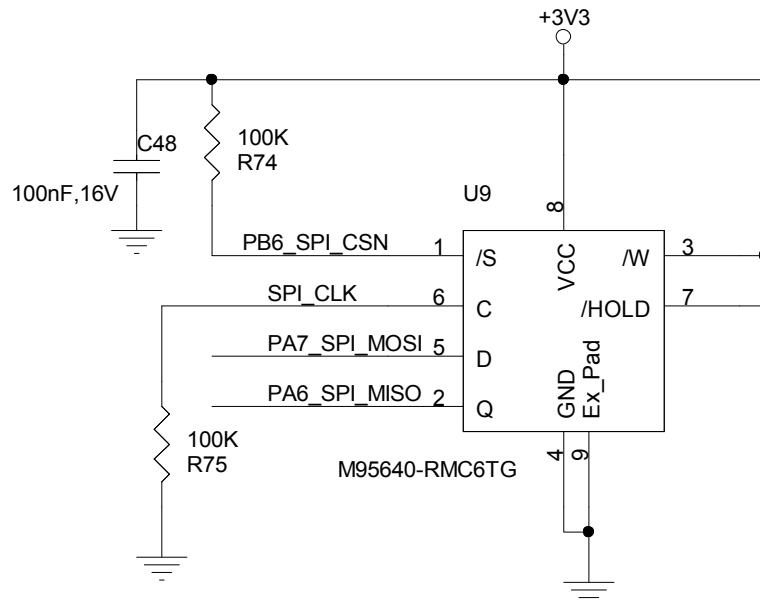 +3V3
C48
100K
R74
100nF,16V
U9
8
PB6_SPI_CSN
1
/S
VCC
/W
3
SPI_CLK
6
C
/HOLD
7
PA7_SPI_MOSI
5
D
PA6_SPI_MISO
2
Q
GND
Ex_Pad
100K
R75
4
9
M95640-RMC6TG